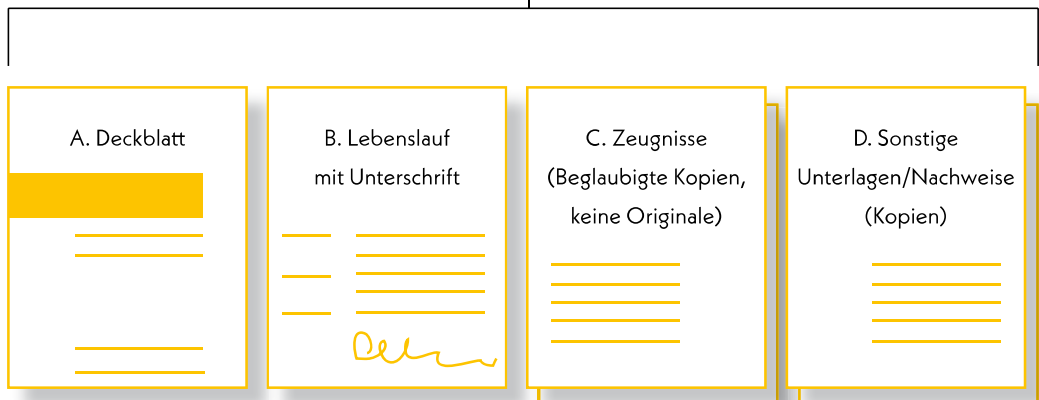 A. Deckblatt
B. Lebenslauf
mit Unterschrift
C. Zeugnisse
(Beglaubigte Kopien,
keine Originale)
D. Sonstige
Unterlagen/Nachweise
(Kopien)